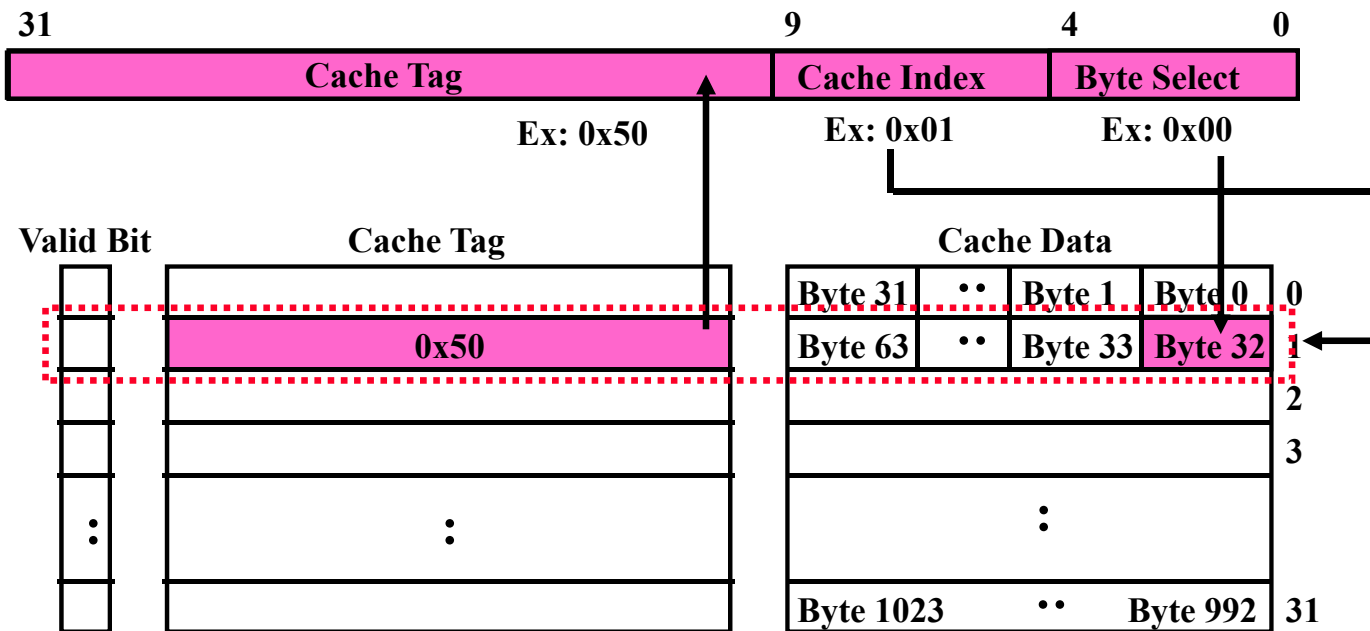 31 9 4 0
Cache Tag Cache Index Byte Select
Ex: 0x50 Ex: 0x01 Ex: 0x00
Valid Bit Cache Tag Cache Data
Byte 31 ·· Byte 1 Byte 0 0
0x50 Byte 63 ·· Byte 33 Byte 32 1
2
3
: : :
Byte 1023 ·· Byte 992 31